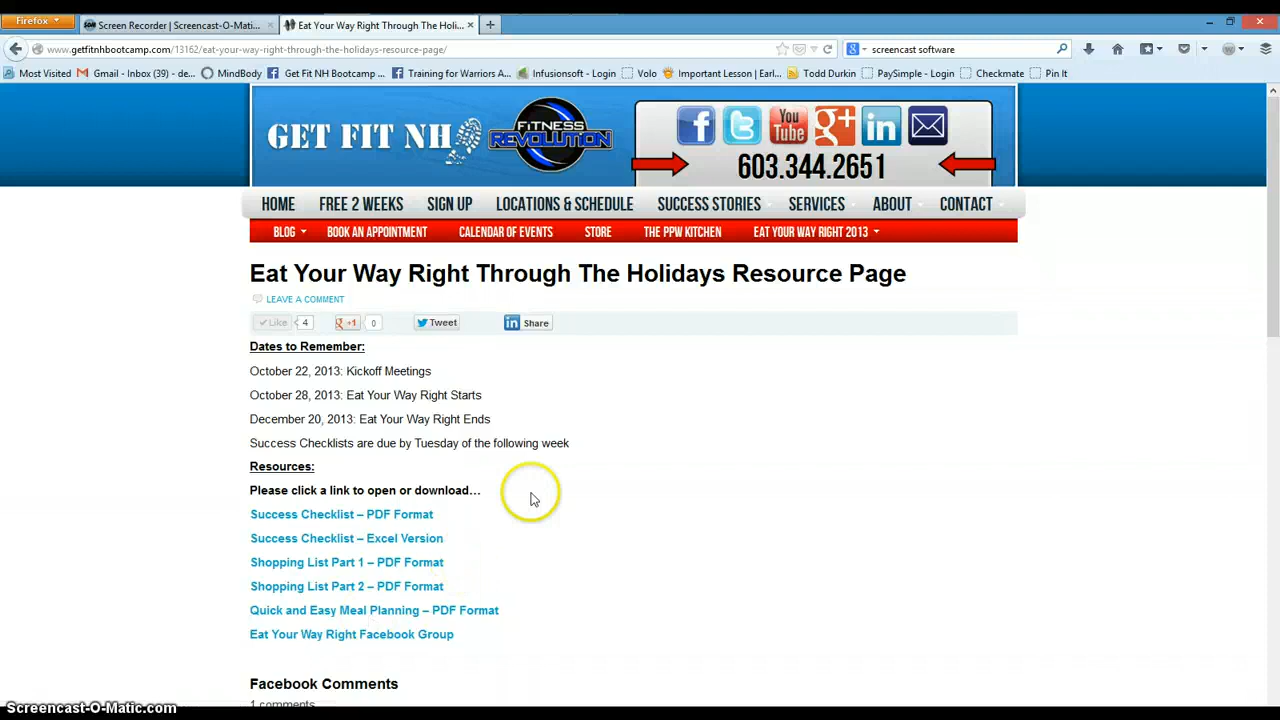 Firefox
Screen Recorder | Screencast-O-Mati...
Eat Your Way Right Through The Holi...
www.getfitnhbootcamp.com/13162/eat-your-way-right-through-the-holidays-resource-page/
screencast software
Most Visited
Gmail - Inbox (39) - de...
MindBody
Get Fit NH Bootcamp ...
Training for Warriors A...
Infusionsoft - Login
Volo
Important Lesson | Earl...
Todd Durkin
PaySimple - Login
Checkmate
Pin It
GET FIT NH
FITNESS REVOLUTION
You Tube
603.344.2651
HOME FREE 2 WEEKS SIGN UP LOCATIONS & SCHEDULE SUCCESS STORIES SERVICES ABOUT CONTACT
BLOG BOOK AN APPOINTMENT CALENDAR OF EVENTS STORE THE PPW KITCHEN EAT YOUR WAY RIGHT 2013
Eat Your Way Right Through The Holidays Resource Page
LEAVE A COMMENT
Like 4 +1 0 Tweet Share
Dates to Remember:
October 22, 2013: Kickoff Meetings
October 28, 2013: Eat Your Way Right Starts
December 20, 2013: Eat Your Way Right Ends
Success Checklists are due by Tuesday of the following week
Resources:
Please click a link to open or download…
Success Checklist – PDF Format
Success Checklist – Excel Version
Shopping List Part 1 – PDF Format
Shopping List Part 2 – PDF Format
Quick and Easy Meal Planning – PDF Format
Eat Your Way Right Facebook Group
Facebook Comments
1 comments
Screencast-O-Matic.com